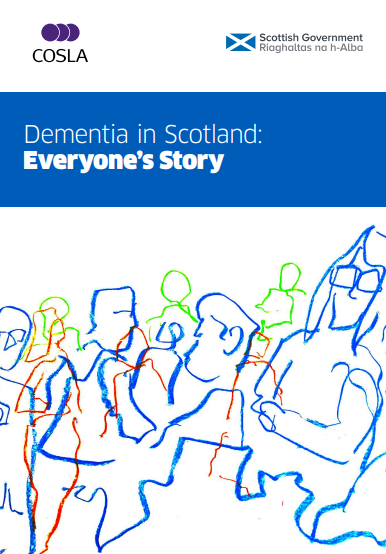 COSLA
Scottish Government
Riaghaltas na h-Alba
Dementia in Scotland:
Everyone’s Story